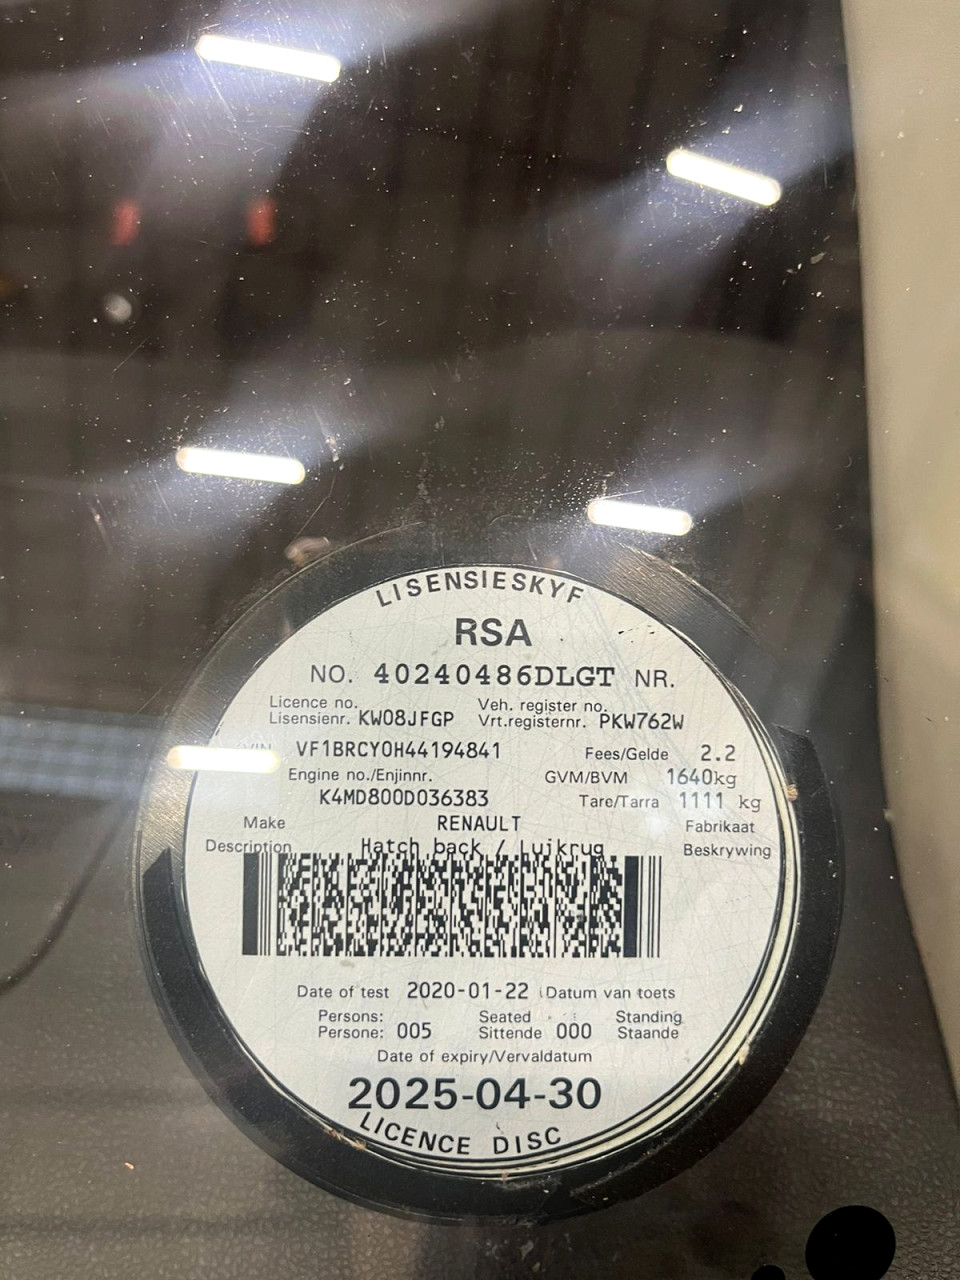 LISENSIESKYF
RSA
NO. 40240486DLGT NR.
Licence no. Veh. register no.
Lisensienr. KW08JFGP Vrt.registernr. PKW762W
VIN VF1BRCY0H44194841 Fees/Gelde 2.2
Engine no./Enjinnr. GVM/BVM 1640kg
K4MD800D036383 Tare/Tarra 1111 kg
Make RENAULT Fabrikaat
Description Hatch back / Luikrug Beskrywing
Date of test 2020-01-22 Datum van toets
Persons: Seated Standing
Persone: 005 Sittende 000 Staande
Date of expiry/Vervaldatum
2025-04-30
LICENCE DISC